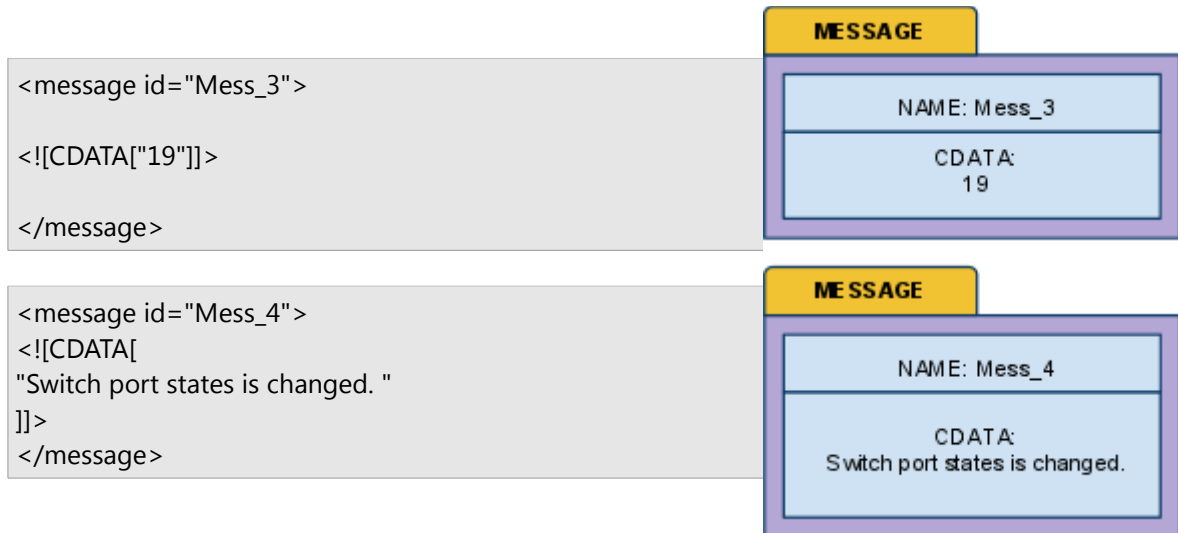 <message id="Mess_3">
<![CDATA["19"]]>
</message>
MESSAGE
NAME: Mess_3
CDATA:
19
<message id="Mess_4">
<![CDATA[
"Switch port states is changed. "
]]>
</message>
MESSAGE
NAME: Mess_4
CDATA:
Switch port states is changed.